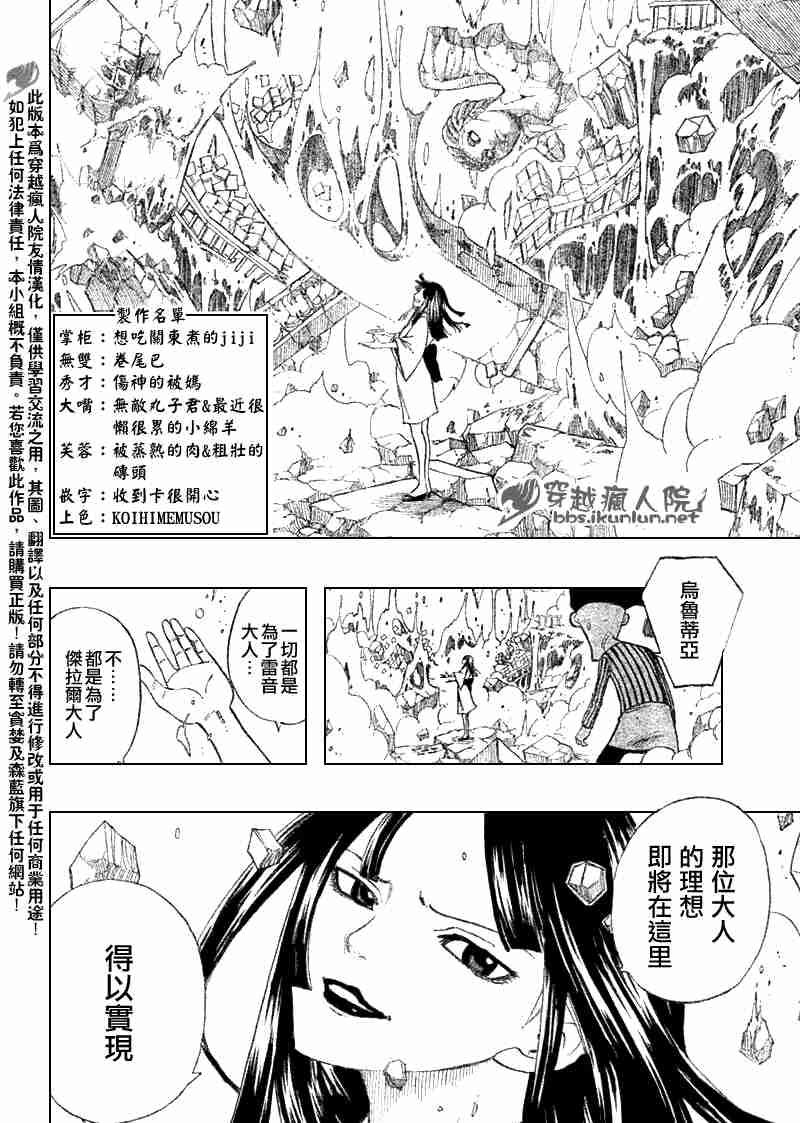 此版本爲穿越瘋人院友情漢化，僅供學習交流之用，其圖、翻譯以及任何部分不得進行修改或用于任何商業用途！
如犯上任何法律責任，本小組概不負責。若您喜歡此作品，請購買正版！請勿轉至貪婪及森藍旗下任何網站！
製作名單
掌柜：想吃關東煮的jiji
無雙：卷尾巴
秀才：傷神的被媽
大嘴：無敵丸子君&最近很
懶很累的小綿羊
芙蓉：被蒸熟的肉&粗壯的
磚頭
嵌字：收到卡很開心
上色：KOIHIMEMUSOU
穿越瘋人院
bbs.ikunlun.net
烏魯蒂亞
一切都是
為了雷音
大人…
不……
都是為了
傑拉爾大人
那位大人
的理想
即將在這里
得以實現